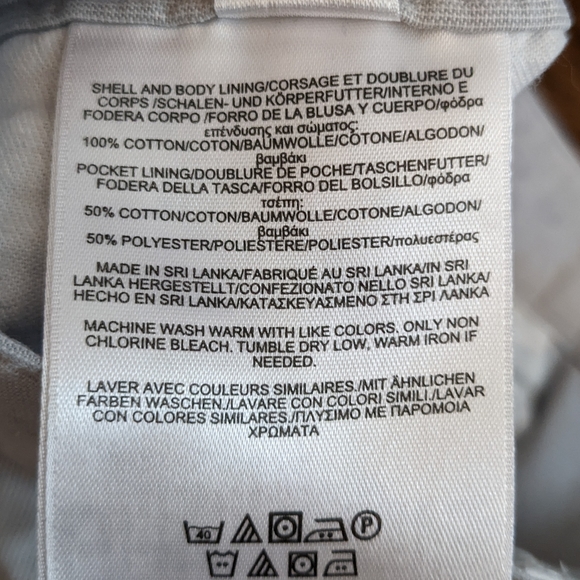 SHELL AND BODY LINING/CORSAGE ET DOUBLURE DU
CORPS /SCHALEN- UND KÖRPERFUTTER/INTERNO E
FODERA CORPO /FORRO DE LA BLUSA Y CUERPO/φόδρα
επένδυσης και σώματος:
100% COTTON/COTON/BAUMWOLLE/COTONE/ALGODON/
βαμβάκι
POCKET LINING/DOUBLURE DE POCHE/TASCHENFUTTER/
FODERA DELLA TASCA/FORRO DEL BOLSILLO/φόδρα
τσέπη:
50% COTTON/COTON/BAUMWOLLE/COTONE/ALGODON/
βαμβάκι
50% POLYESTER/POLIESTERE/POLIESTER/πολυεστέρας
MADE IN SRI LANKA/FABRIQUÉ AU SRI LANKA/IN SRI
LANKA HERGESTELLT/CONFEZIONATO NELLO SRI LANKA/
HECHO EN SRI LANKA/ΚΑΤΑΣΚΕΥΑΣΜΕΝΟ ΣΤΗ ΣΡΙ ΛΑΝΚΑ
MACHINE WASH WARM WITH LIKE COLORS. ONLY NON
CHLORINE BLEACH. TUMBLE DRY LOW, WARM IRON IF
NEEDED.
LAVER AVEC COULEURS SIMILAIRES./MIT ÄHNLICHEN
FARBEN WASCHEN./LAVARE CON COLORI SIMILI./LAVAR
CON COLORES SIMILARES./ΠΛΥΣΙΜΟ ΜΕ ΠΑΡΟΜΟΙΑ
ΧΡΩΜΑΤΑ
40 P